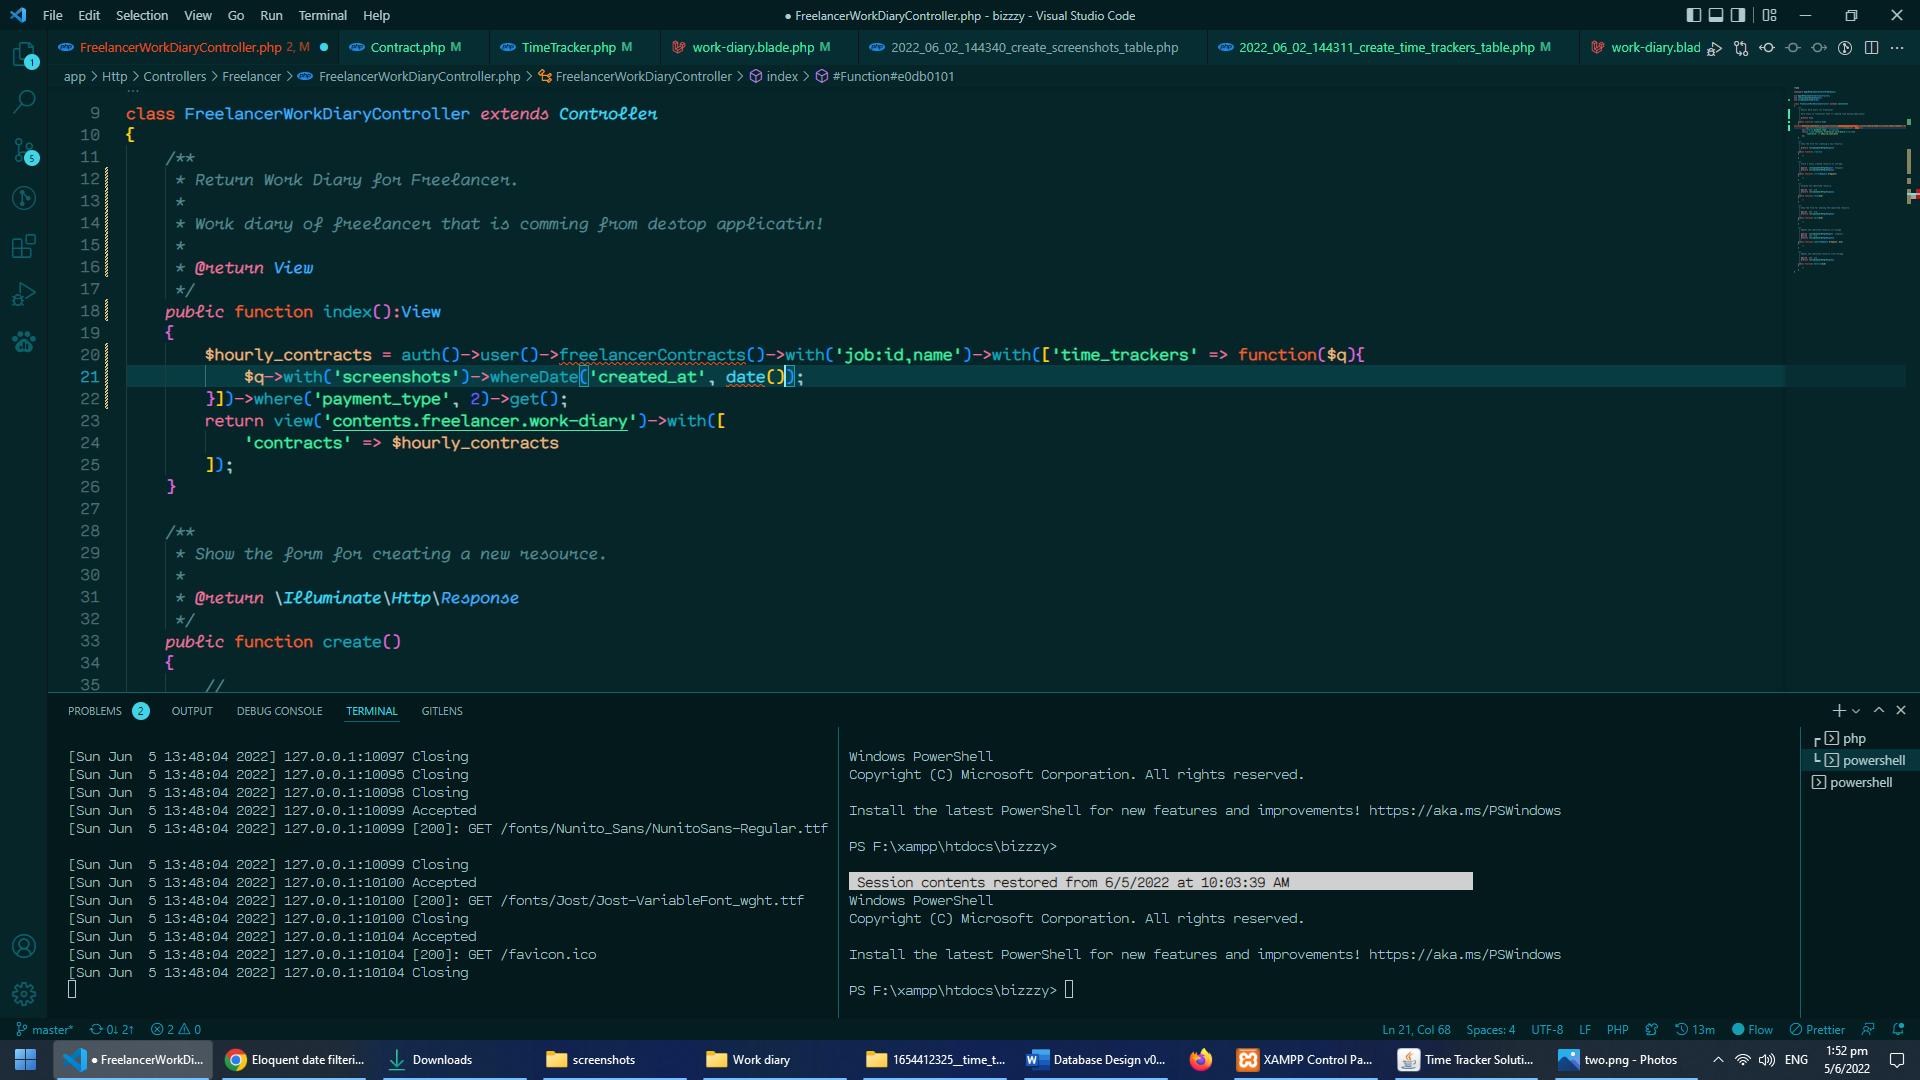 File Edit Selection View Go Run Terminal Help
● FreelancerWorkDiaryController.php - bizzzy - Visual Studio Code
FreelancerWorkDiaryController.php 2, M ●
Contract.php M
TimeTracker.php M
work-diary.blade.php M
2022_06_02_144340_create_screenshots_table.php
2022_06_02_144311_create_time_trackers_table.php M
work-diary.blad
app > Http > Controllers > Freelancer > FreelancerWorkDiaryController.php > FreelancerWorkDiaryController > index > #Function#e0db0101
9 class FreelancerWorkDiaryController extends Controller
10 {
11 /**
12 * Return Work Diary for Freelancer.
13 *
14 * Work diary of freelancer that is comming from destop applicatin!
15 *
16 * @return View
17 */
18 public function index():View
19 {
20 $hourly_contracts = auth()->user()->freelancerContracts()->with('job:id,name')->with(['time_trackers' => function($q){
21 $q->with('screenshots')->whereDate('created_at', date());
22 }])->where('payment_type', 2)->get();
23 return view('contents.freelancer.work-diary')->with([
24 'contracts' => $hourly_contracts
25 ]);
26 }
27
28 /**
29 * Show the form for creating a new resource.
30 *
31 * @return \Illuminate\Http\Response
32 */
33 public function create()
34 {
35 //
PROBLEMS 2 OUTPUT DEBUG CONSOLE TERMINAL GITLENS
[Sun Jun 5 13:48:04 2022] 127.0.0.1:10097 Closing
[Sun Jun 5 13:48:04 2022] 127.0.0.1:10095 Closing
[Sun Jun 5 13:48:04 2022] 127.0.0.1:10098 Closing
[Sun Jun 5 13:48:04 2022] 127.0.0.1:10099 Accepted
[Sun Jun 5 13:48:04 2022] 127.0.0.1:10099 [200]: GET /fonts/Nunito_Sans/NunitoSans-Regular.ttf
[Sun Jun 5 13:48:04 2022] 127.0.0.1:10099 Closing
[Sun Jun 5 13:48:04 2022] 127.0.0.1:10100 Accepted
[Sun Jun 5 13:48:04 2022] 127.0.0.1:10100 [200]: GET /fonts/Jost/Jost-VariableFont_wght.ttf
[Sun Jun 5 13:48:04 2022] 127.0.0.1:10100 Closing
[Sun Jun 5 13:48:04 2022] 127.0.0.1:10104 Accepted
[Sun Jun 5 13:48:04 2022] 127.0.0.1:10104 [200]: GET /favicon.ico
[Sun Jun 5 13:48:04 2022] 127.0.0.1:10104 Closing
Windows PowerShell
Copyright (C) Microsoft Corporation. All rights reserved.
Install the latest PowerShell for new features and improvements! https://aka.ms/PSWindows
PS F:\xampp\htdocs\bizzzy>
Session contents restored from 6/5/2022 at 10:03:39 AM
Windows PowerShell
Copyright (C) Microsoft Corporation. All rights reserved.
Install the latest PowerShell for new features and improvements! https://aka.ms/PSWindows
PS F:\xampp\htdocs\bizzzy>
php
powershell
powershell
master* 0↓ 2↑ 2 0
Ln 21, Col 68 Spaces: 4 UTF-8 LF PHP 13m Flow Prettier
● FreelancerWorkDi...
Eloquent date filteri...
Downloads
screenshots
Work diary
1654412325__time_t...
Database Design v0...
XAMPP Control Pa...
Time Tracker Soluti...
two.png - Photos
ENG
1:52 pm
5/6/2022